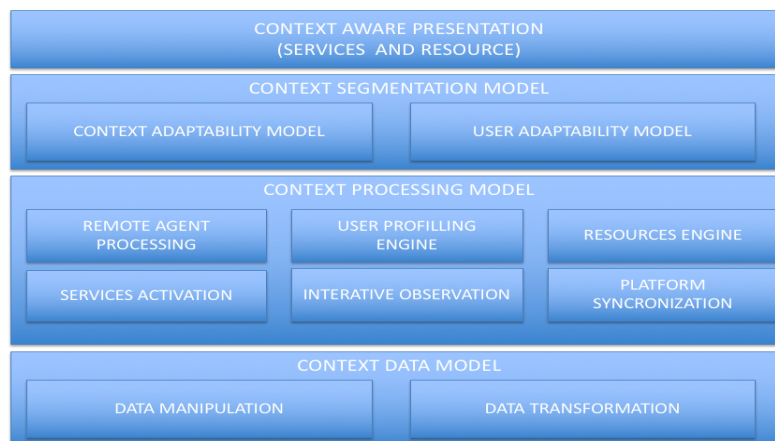 CONTEXT AWARE PRESENTATION
(SERVICES AND RESOURCE)
CONTEXT SEGMENTATION MODEL
CONTEXT ADAPTABILITY MODEL
USER ADAPTABILITY MODEL
CONTEXT PROCESSING MODEL
REMOTE AGENT
PROCESSING
USER PROFILLING
ENGINE
RESOURCES ENGINE
SERVICES ACTIVATION
INTERATIVE OBSERVATION
PLATFORM
SYNCRONIZATION
CONTEXT DATA MODEL
DATA MANIPULATION
DATA TRANSFORMATION